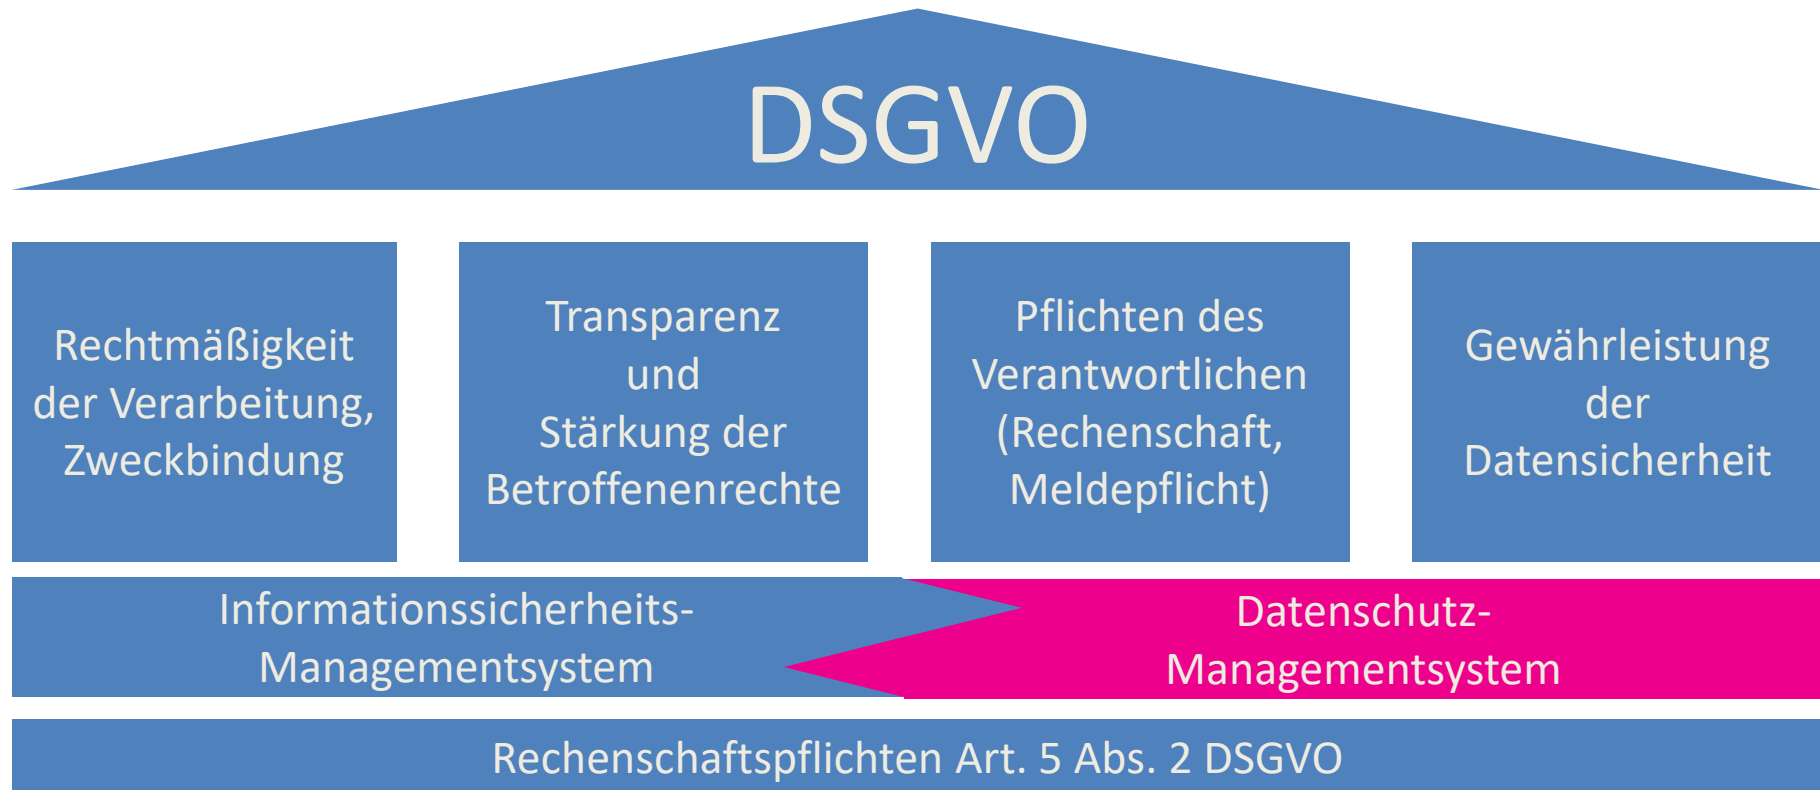 DSGVO
Rechtmäßigkeit
der Verarbeitung,
Zweckbindung
Transparenz
und
Stärkung der
Betroffenenrechte
Pflichten des
Verantwortlichen
(Rechenschaft,
Meldepflicht)
Gewährleistung
der
Datensicherheit
Informationssicherheits-
Managementsystem
Datenschutz-
Managementsystem
Rechenschaftspflichten Art. 5 Abs. 2 DSGVO